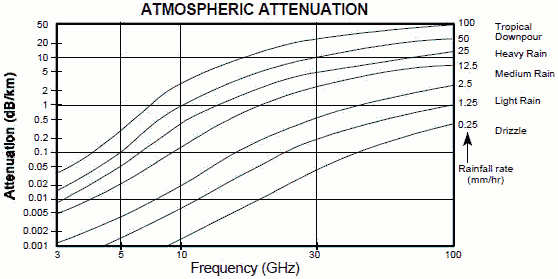 ATMOSPHERIC ATTENUATION
Attenuation (dB/km)
50
20
10
5
2
1
0.5
0.2
0.1
0.05
0.02
0.01
0.005
0.002
0.001
3
5
10
30
100
Frequency (GHz)
100
50
25
12.5
2.5
1.25
0.25
Tropical
Downpour
Heavy Rain
Medium Rain
Light Rain
Drizzle
Rainfall rate
(mm/hr)